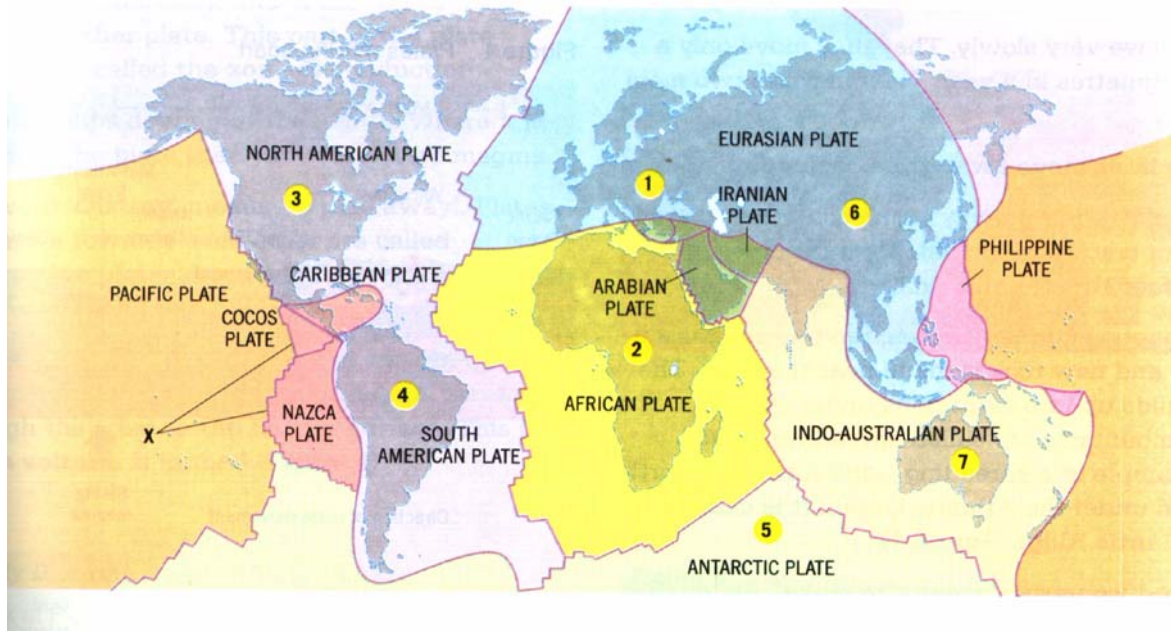 NORTH AMERICAN PLATE
3
CARIBBEAN PLATE
PACIFIC PLATE
COCOS
PLATE
X
NAZCA
PLATE
4
SOUTH
AMERICAN PLATE
EURASIAN PLATE
1
IRANIAN
PLATE
6
ARABIAN
PLATE
2
AFRICAN PLATE
PHILIPPINE
PLATE
INDO-AUSTRALIAN PLATE
7
5
ANTARCTIC PLATE